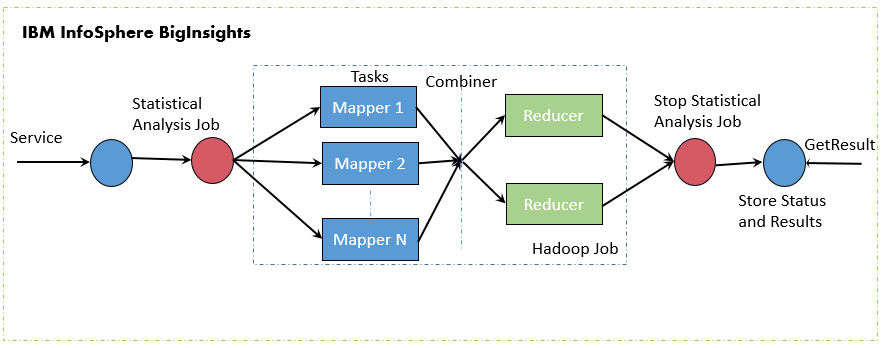 IBM InfoSphere BigInsights
Service
Statistical
Analysis Job
Tasks
Mapper 1
Mapper 2
Mapper N
Combiner
Reducer
Reducer
Hadoop Job
Stop Statistical
Analysis Job
GetResult
Store Status
and Results